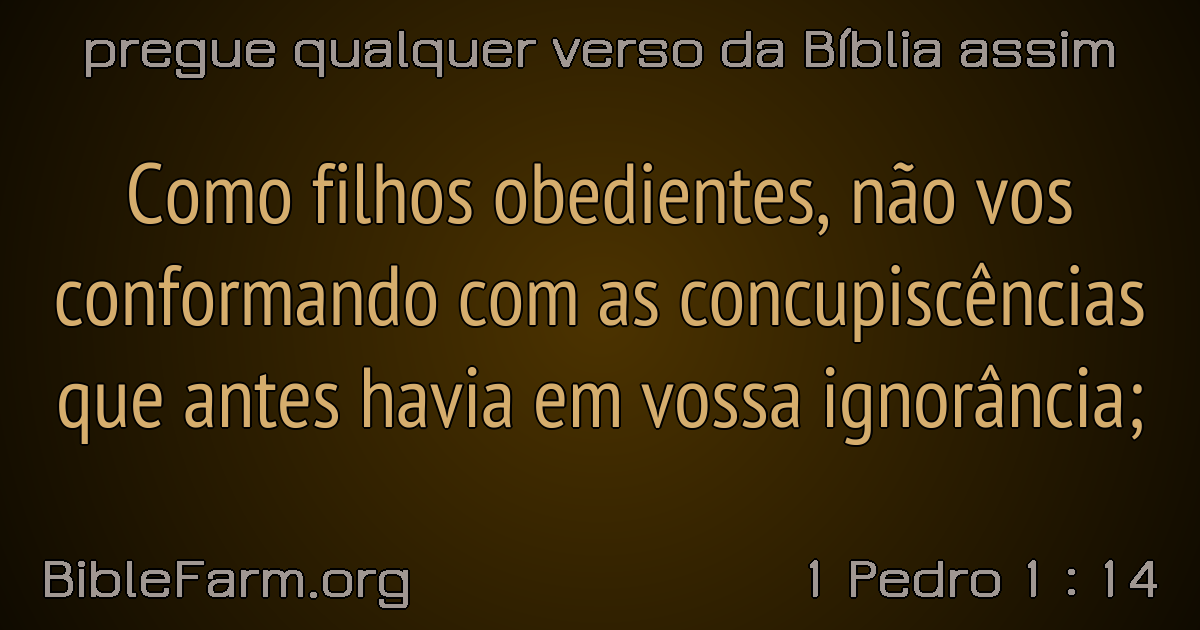 pregue qualquer verso da Bíblia assim
Como filhos obedientes, não vos
conformando com as concupiscências
que antes havia em vossa ignorância;
BibleFarm.org
1 Pedro 1 : 14